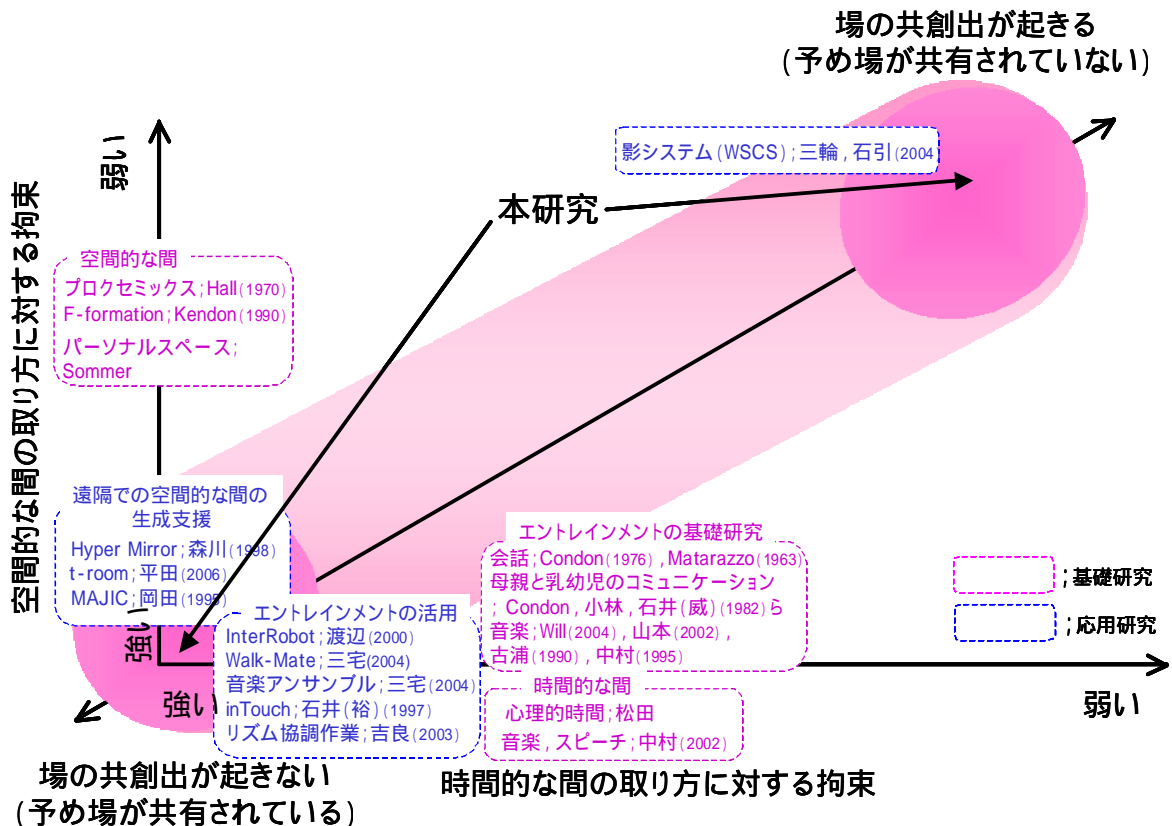 場の共創出が起きる
(予め場が共有されていない)
弱い
影システム(WSCS) ; 三輪 , 石引(2004
本研究
空間的な間の取り方に対する拘束
空間的な間
プロクセミックス ; Hall(1970)
F-formation ; Kendon(1990)
パーソナルスペース ;
Sommer
遠隔での空間的な間の
生成支援
Hyper Mirror ; 森川(1998)
t-room ; 平田(2006)
MAJIC ; 岡田(1995)
エントレインメントの基礎研究
会話 ; Condon(1976) , Matarazzo(1963)
母親と乳幼児のコミュニケーション
; Condon , 小林 , 石井(威)(1982)ら
音楽 ; Will(2004) , 山本(2002) ,
古浦(1990) , 中村(1995)
; 基礎研究
; 応用研究
エントレインメントの活用
InterRobot ; 渡辺(2000)
Walk-Mate ; 三宅(2004)
音楽アンサンブル ; 三宅(2004)
inTouch ; 石井(裕)(1997)
リズム協調作業 ; 吉良(2003)
時間的な間
心理的時間 ; 松田
音楽 , スピーチ ; 中村(2002)
強い
強い
弱い
場の共創出が起きない
(予め場が共有されている)
時間的な間の取り方に対する拘束